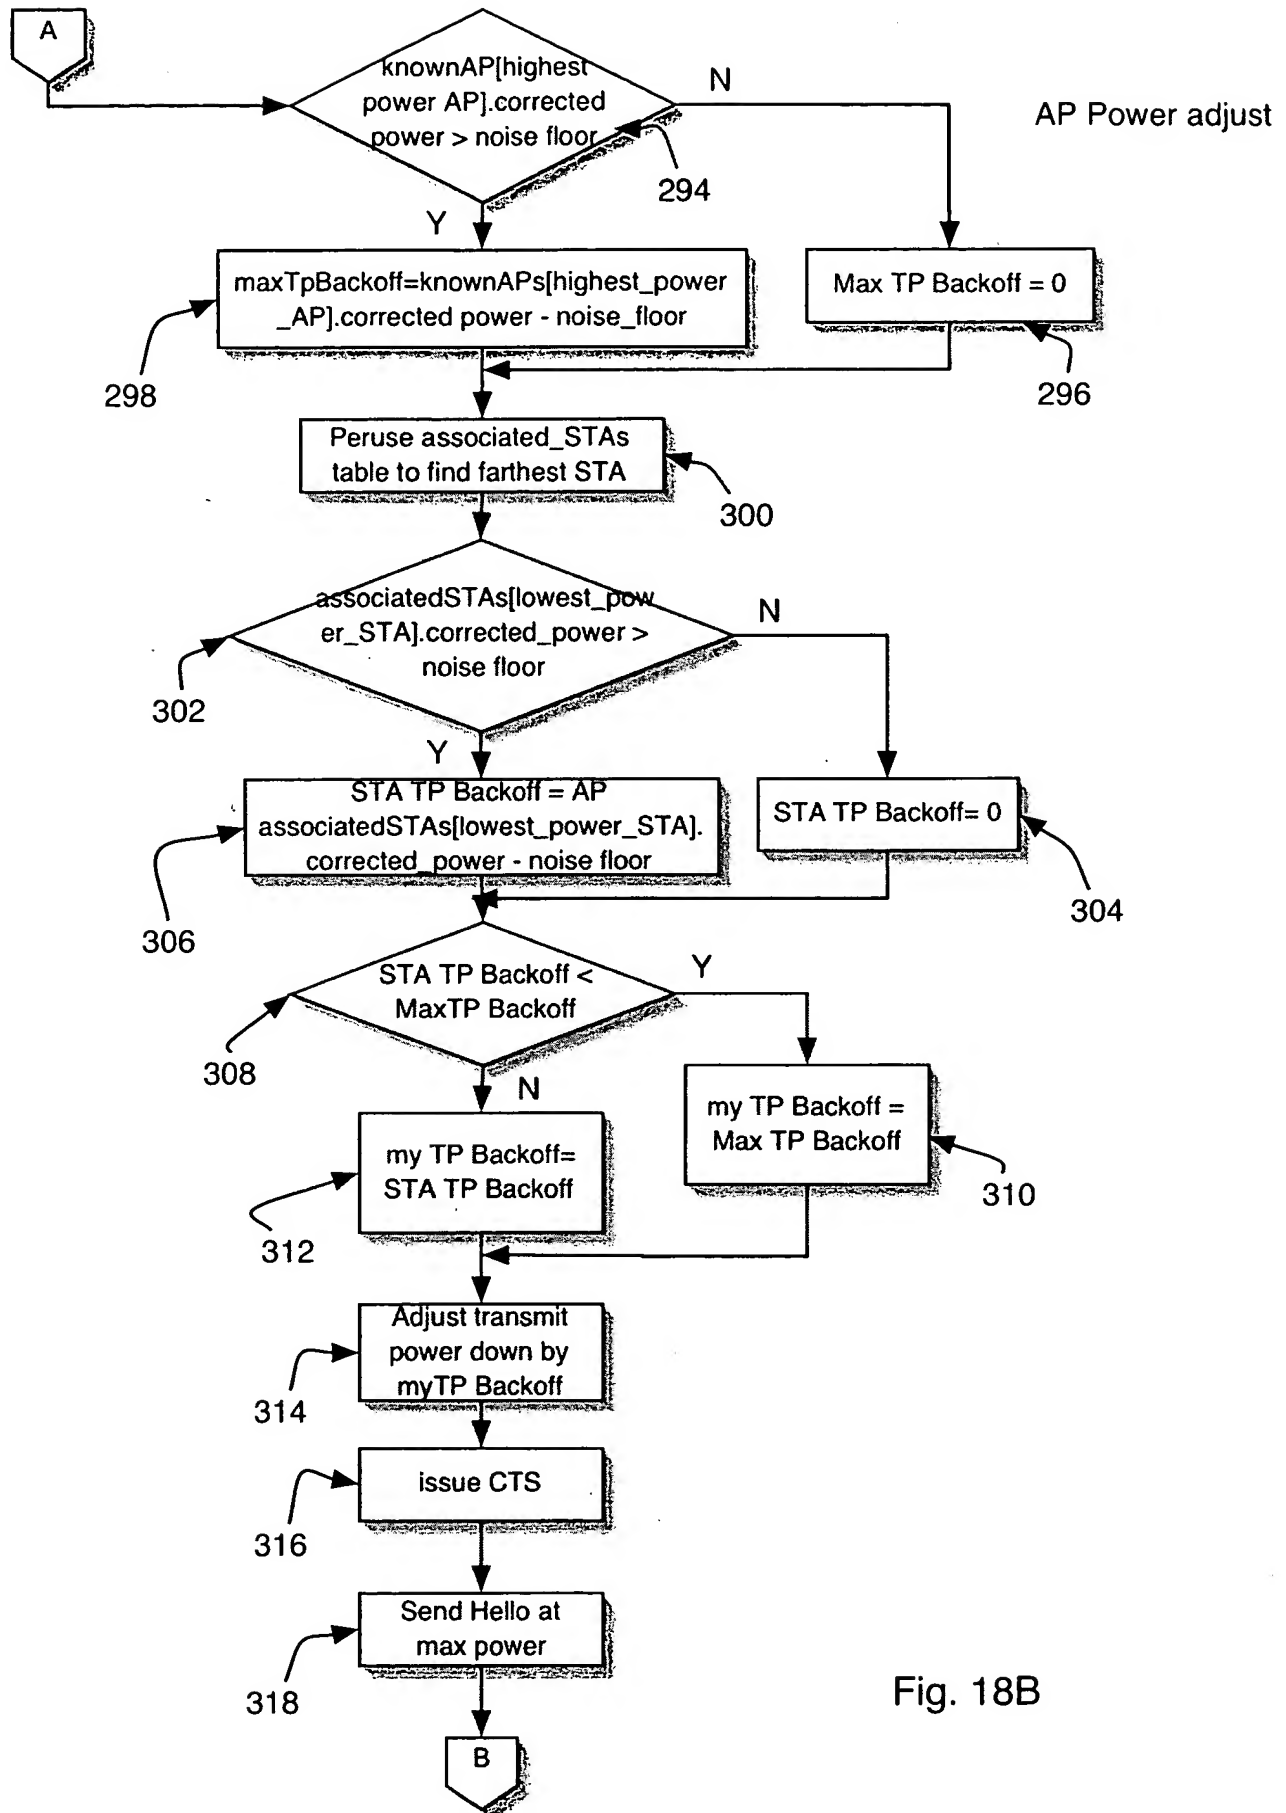 A
knownAP[highest
power AP].corrected
power > noise floor
N
AP Power adjust
294
Y
maxTpBackoff=knownAPs[highest_power
_AP].corrected power - noise_floor
Max TP Backoff = 0
298
296
Peruse associated_STAs
table to find farthest STA
300
associatedSTAs[lowest_pow
er_STA].corrected_power >
noise floor
N
302
Y
STA TP Backoff = AP
associatedSTAs[lowest_power_STA].
corrected_power - noise floor
STA TP Backoff= 0
306
304
STA TP Backoff <
MaxTP Backoff
Y
308
N
my TP Backoff =
Max TP Backoff
my TP Backoff=
STA TP Backoff
310
312
Adjust transmit
power down by
myTP Backoff
314
issue CTS
316
Send Hello at
max power
318
Fig. 18B
B